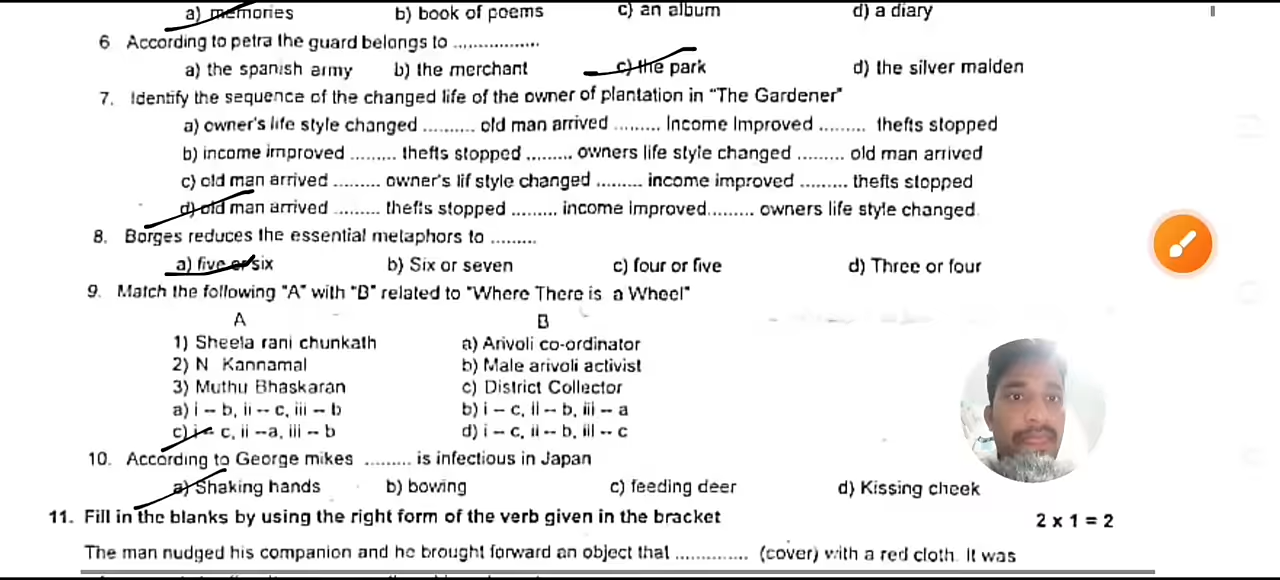 a) memories b) book of poems c) an album d) a diary
6 According to petra the guard belongs to .................
a) the spanish army b) the merchant c) the park d) the silver maiden
7. Identify the sequence of the changed life of the owner of plantation in "The Gardener"
a) owner's life style changed .......... old man arrived ......... Income Improved ......... thefts stopped
b) income improved ......... thefts stopped ......... owners life style changed ......... old man arrived
c) old man arrived ......... owner's lif style changed ......... income improved ......... thefts stopped
d) old man arrived ......... thefts stopped ......... income improved......... owners life style changed.
8. Borges reduces the essential metaphors to .........
a) five or six b) Six or seven c) four or five d) Three or four
9. Match the following "A" with "B" related to "Where There is a Wheel"
A B
1) Sheela rani chunkath a) Arivoli co-ordinator
2) N Kannamal b) Male arivoli activist
3) Muthu Bhaskaran c) District Collector
a) i -- b, ii -- c, iii -- b b) i -- c, ii -- b, iii -- a
c) i -- c, ii --a, iii -- b d) i -- c, ii -- b, iii -- c
10. According to George mikes ......... is infectious in Japan
a) Shaking hands b) bowing c) feeding deer d) Kissing cheek
11. Fill in the blanks by using the right form of the verb given in the bracket 2 x 1 = 2
The man nudged his companion and he brought forward an object that .............. (cover) with a red cloth. It was